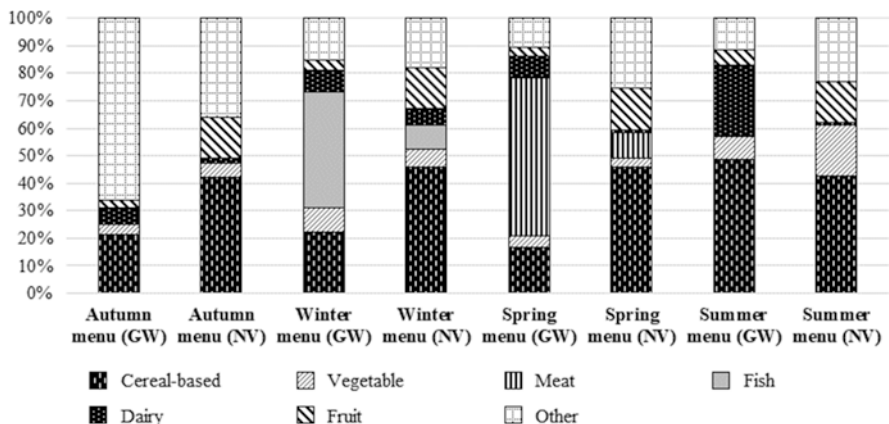 100%
90%
80%
70%
60%
50%
40%
30%
20%
10%
0%
Autumn menu (GW)
Autumn menu (NV)
Winter menu (GW)
Winter menu (NV)
Spring menu (GW)
Spring menu (NV)
Summer menu (GW)
Summer menu (NV)
Cereal-based
Vegetable
Meat
Fish
Dairy
Fruit
Other